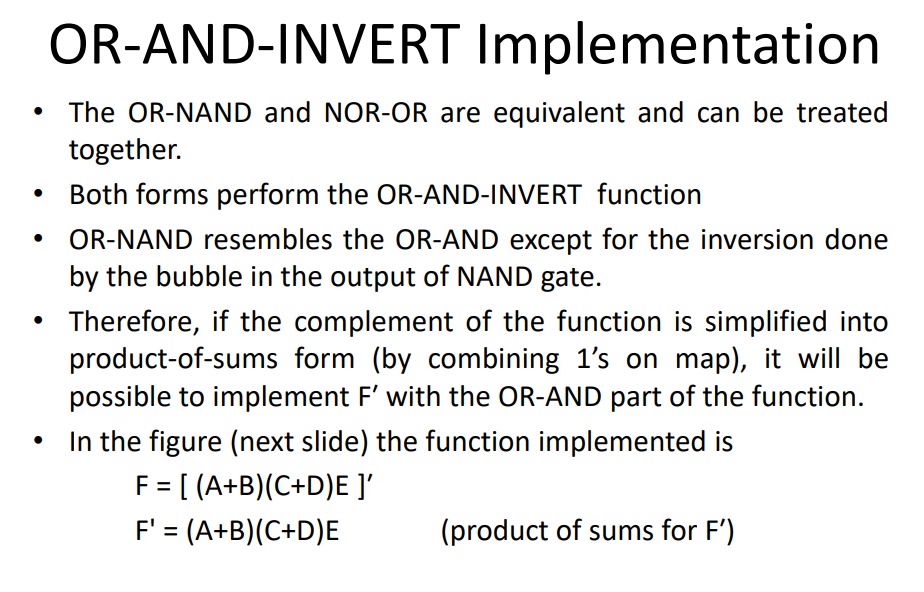 OR-AND-INVERT Implementation
• The OR-NAND and NOR-OR are equivalent and can be treated
together.
• Both forms perform the OR-AND-INVERT function
• OR-NAND resembles the OR-AND except for the inversion done
by the bubble in the output of NAND gate.
• Therefore, if the complement of the function is simplified into
product-of-sums form (by combining 1’s on map), it will be
possible to implement F’ with the OR-AND part of the function.
• In the figure (next slide) the function implemented is
F = [ (A+B)(C+D)E ]’
F' = (A+B)(C+D)E (product of sums for F’)